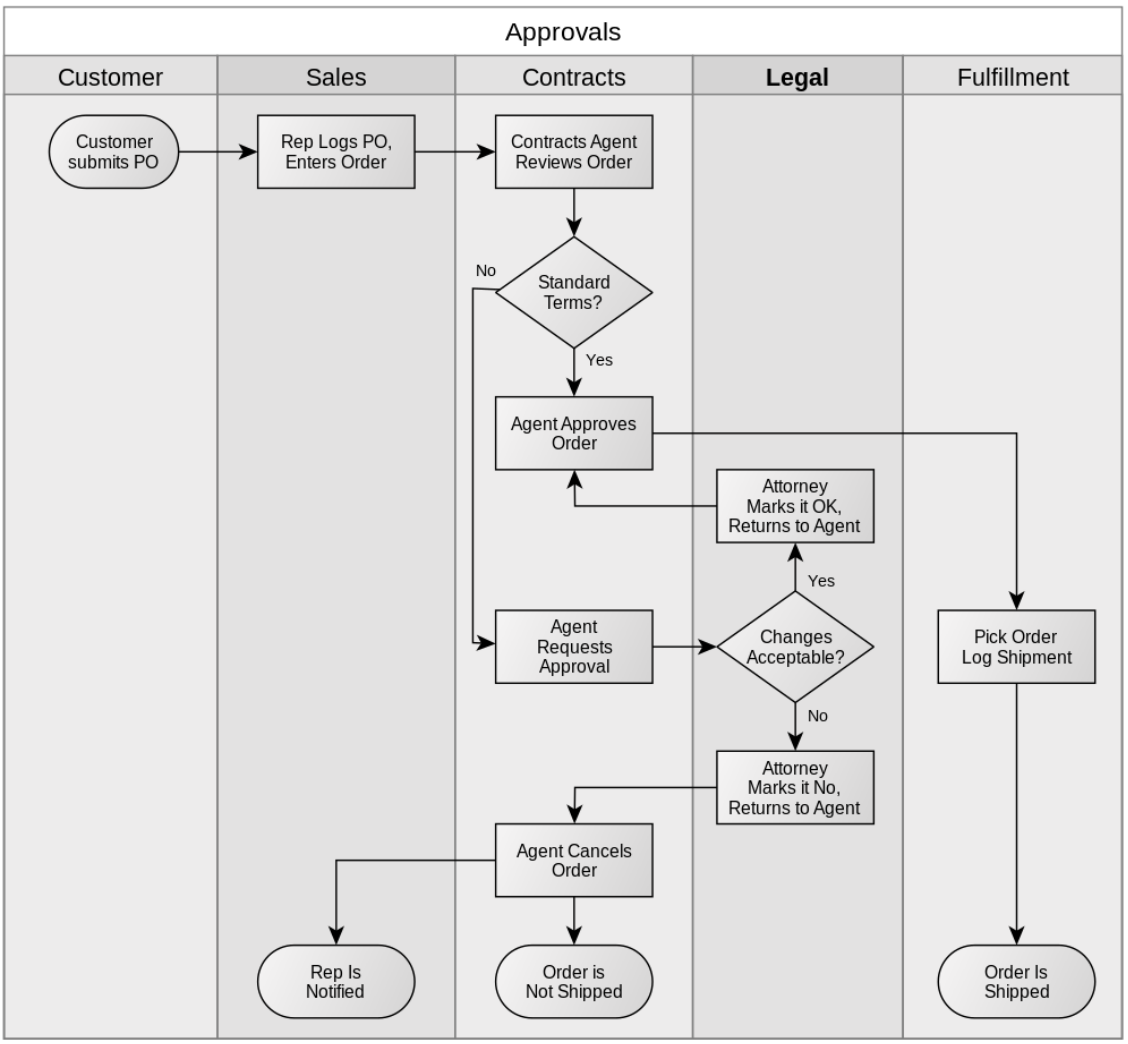 Approvals
Customer
Sales
Contracts
Legal
Fulfillment
Customer
submits PO
Rep Logs PO,
Enters Order
Contracts Agent
Reviews Order
No
Standard
Terms?
Yes
Agent Approves
Order
Attorney
Marks it OK,
Returns to Agent
Yes
Agent
Requests
Approval
Changes
Acceptable?
Pick Order
Log Shipment
No
Attorney
Marks it No,
Returns to Agent
Agent Cancels
Order
Rep Is
Notified
Order is
Not Shipped
Order Is
Shipped